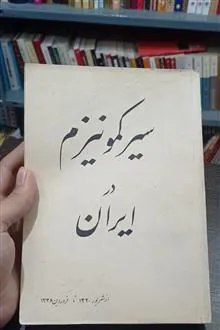 سیر کمونیزم
در
ایران
از شهریور ۱۳۲۰ تا فروردین ۱۳۳۶